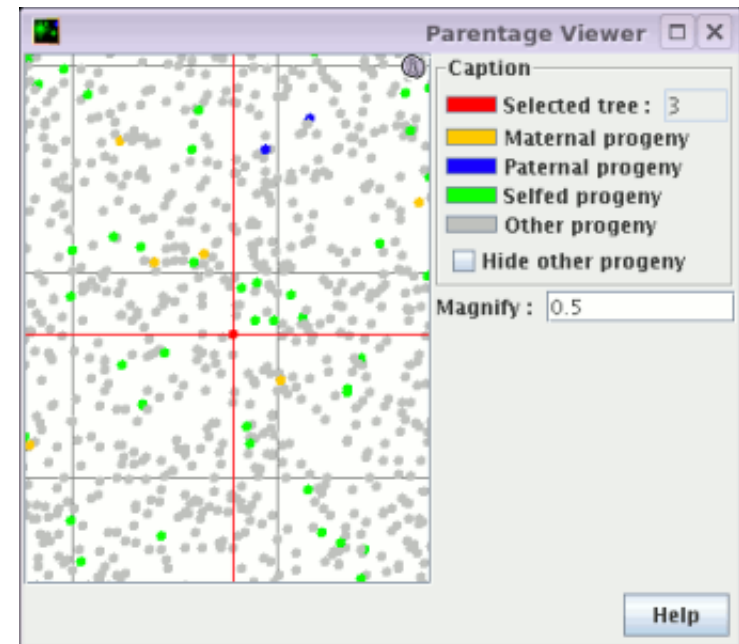 Parentage Viewer
Caption
Selected tree : 3
Maternal progeny
Paternal progeny
Selfed progeny
Other progeny
Hide other progeny
Magnify : 0.5
Help